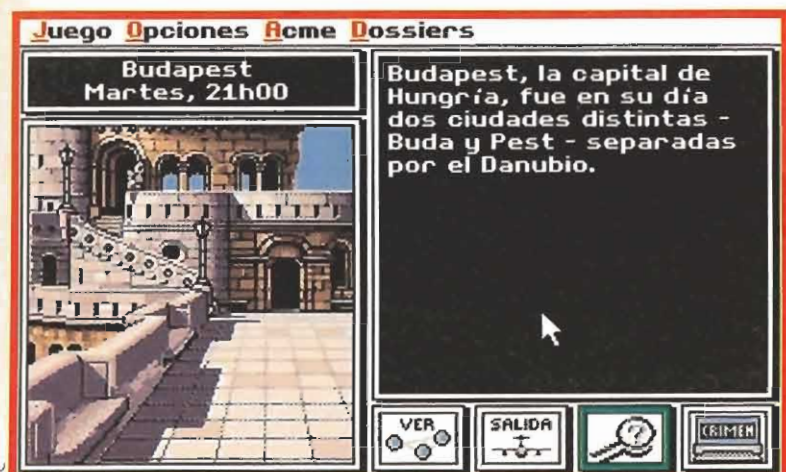 Juego Opciones Acme Dossiers
Budapest
Martes, 21h00
Budapest, la capital de
Hungría, fue en su día
dos ciudades distintas -
Buda y Pest - separadas
por el Danubio.
VER
SALIDA
?
CRIMEN